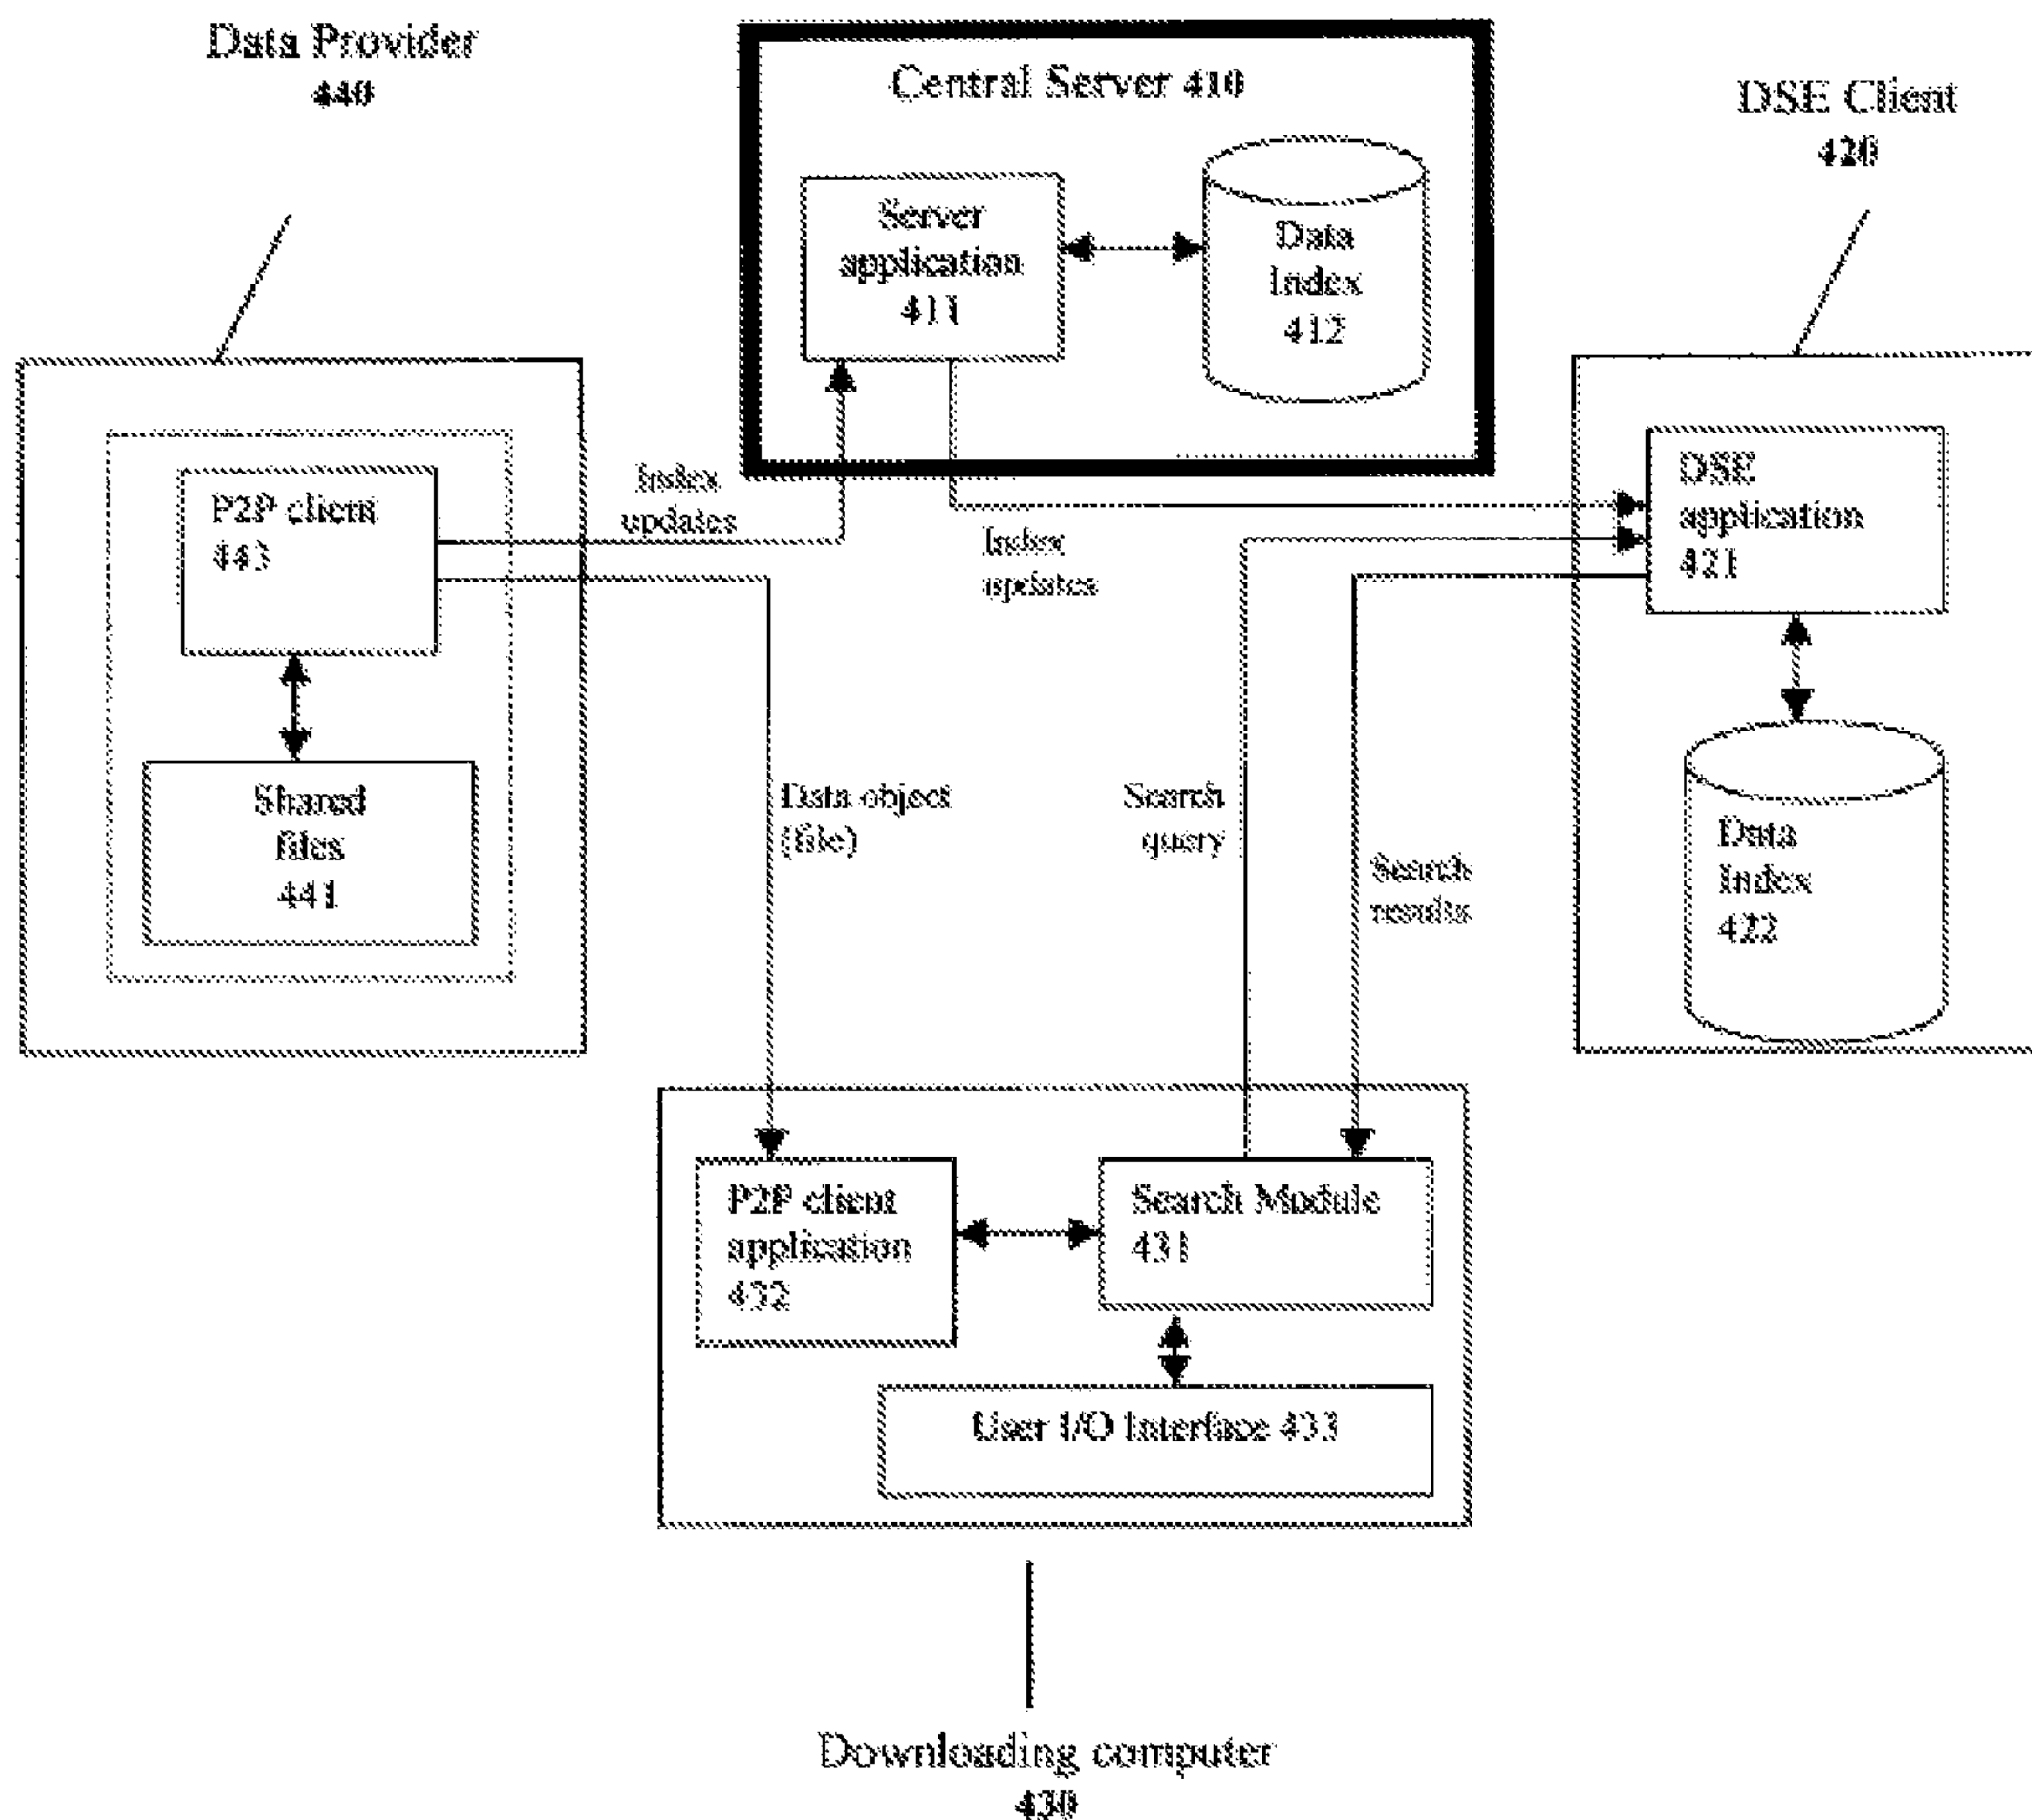 Data Provider
440
Central Server 410
DSE Client
420
Server
application
411
Data
Index
412
P2P client
443
Index
updates
Index
updates
DSE
application
421
Shared
files
441
Data object
(file)
Search
query
Search
results
Data
Index
422
P2P client
application
432
Search Module
431
User I/O Interface 433
Downloading computer
430